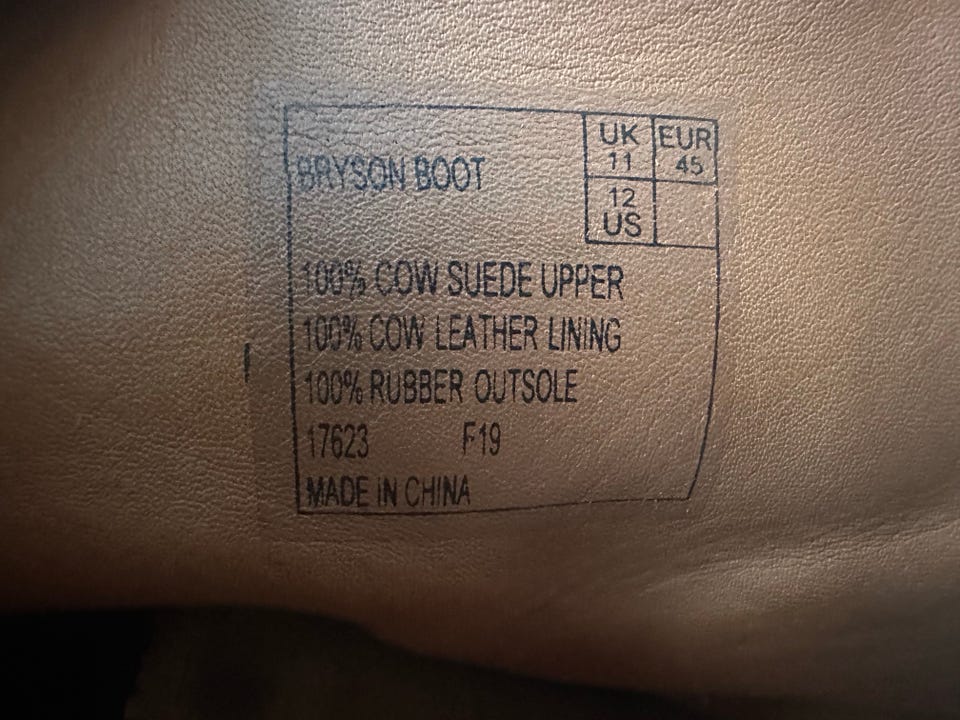 BRYSON BOOT
UK EUR
11 45
12
US
100% COW SUEDE UPPER
100% COW LEATHER LINING
100% RUBBER OUTSOLE
17623 F19
MADE IN CHINA